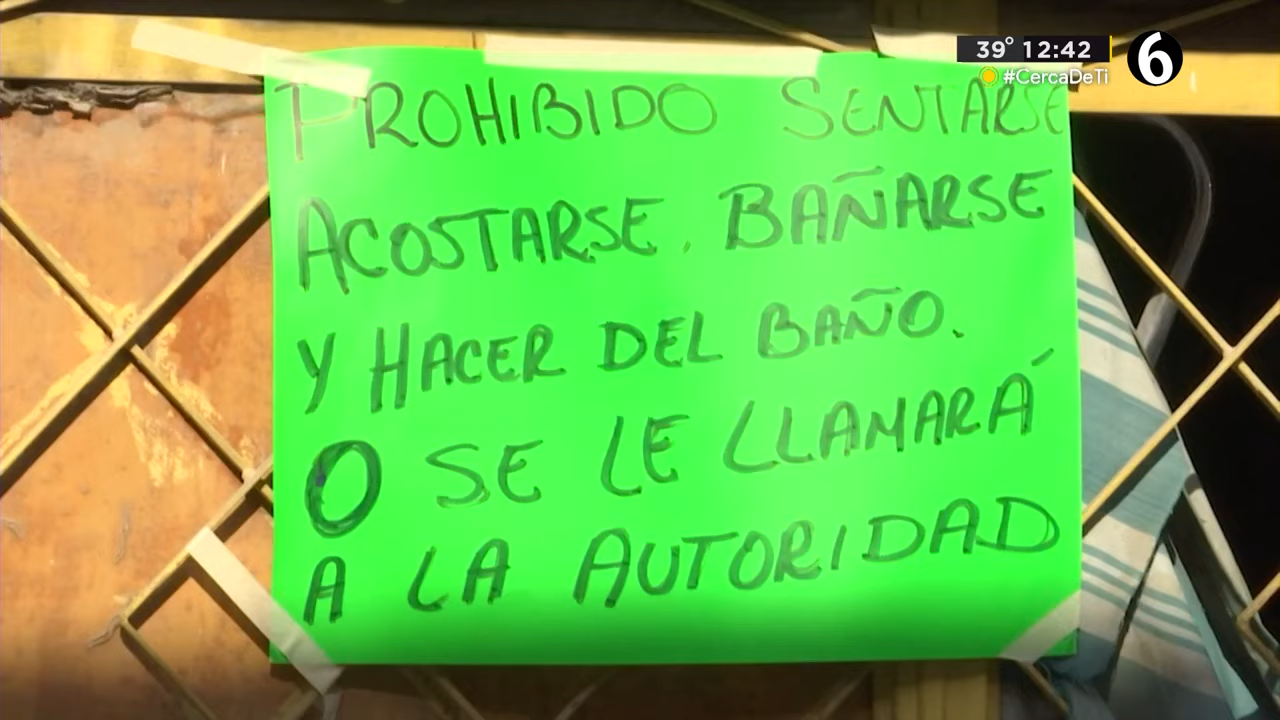 39° 12:42
#CercaDeTi
6
PROHIBIDO SENTARSE
ACOSTARSE, BAÑARSE
Y HACER DEL BAÑO.
O SE LE LLAMARÁ
A LA AUTORIDAD